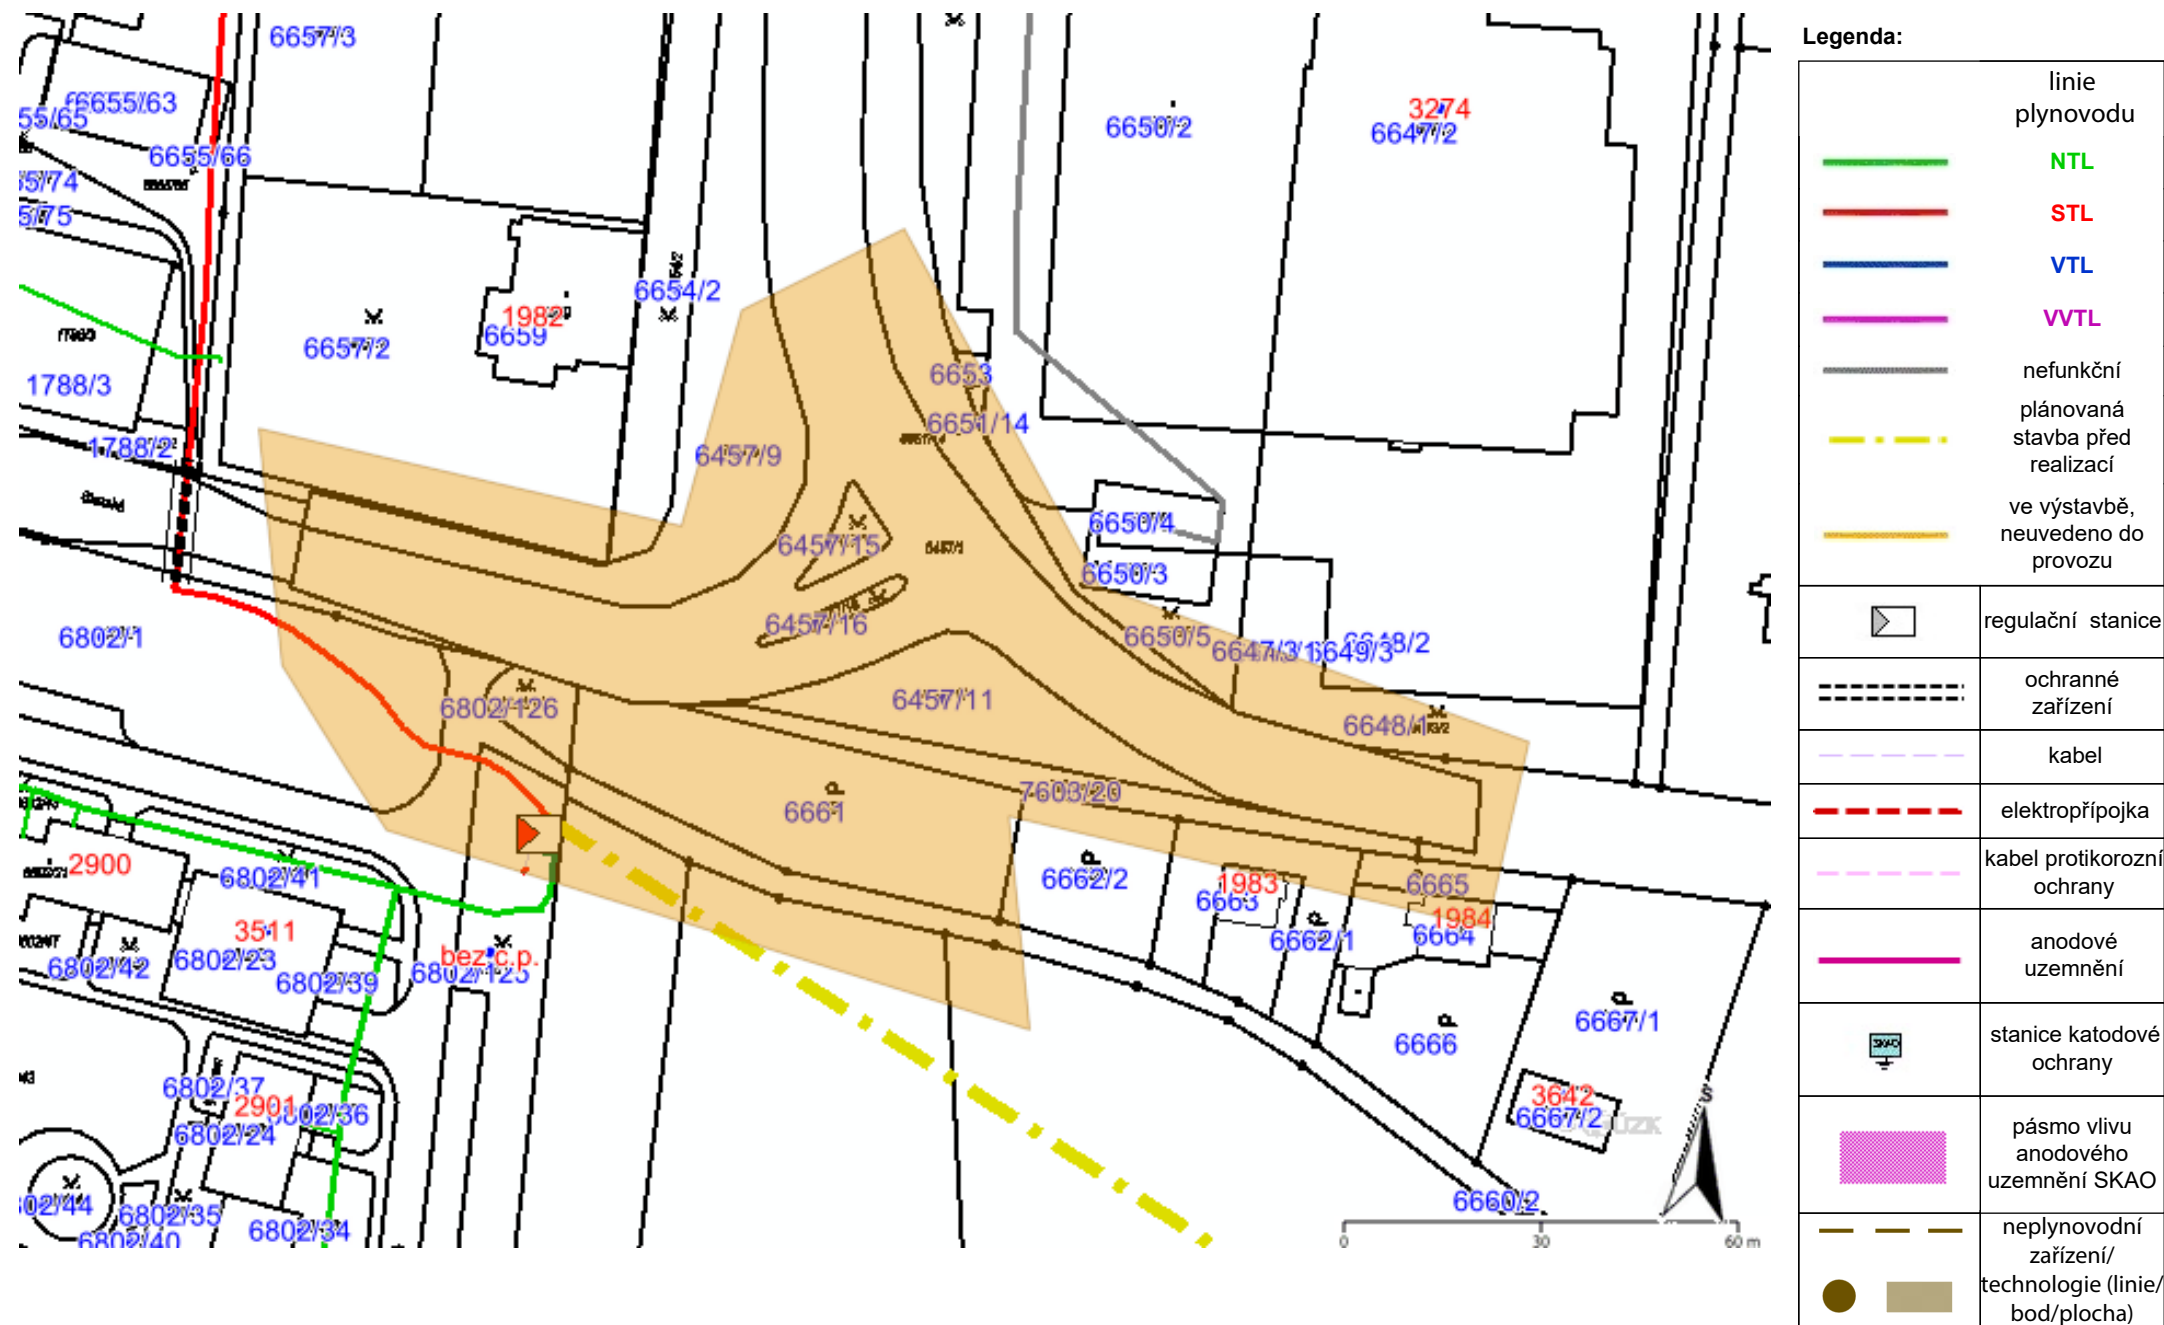 6657/3
6655/63
55/65
6655/66
5/74
5/75
6650/2
3274
6647/2
6654/2
1982
6659
6657/2
1788/3
1788/2
6653
6651/14
6457/9
6457/15
6457/16
6650/4
6650/3
6650/5
6647/3
6649/3
6648/2
6802/1
6802/126
6457/11
6648/1
6661
7603/20
2900
6802/41
6662/2
1983
6663
6665
1984
6664
6662/1
3511
6802/23
6802/42
6802/39
bez č.p.
6802/125
6667/1
6666
6802/37
2901
6802/36
6802/24
3642
6667/2
S
02/44
6802/35
6802/40
6802/34
6660/2
0
30
60 m
Legenda:
linie
plynovodu
NTL
STL
VTL
VVTL
nefunkční
plánovaná
stavba před
realizací
ve výstavbě,
neuvedeno do
provozu
regulační stanice
ochranné
zařízení
kabel
elektropřípojka
kabel protikorozní
ochrany
anodové
uzemnění
SKAO
stanice katodové
ochrany
pásmo vlivu
anodového
uzemnění SKAO
neplynovodní
zařízení/
technologie (linie/
bod/plocha)